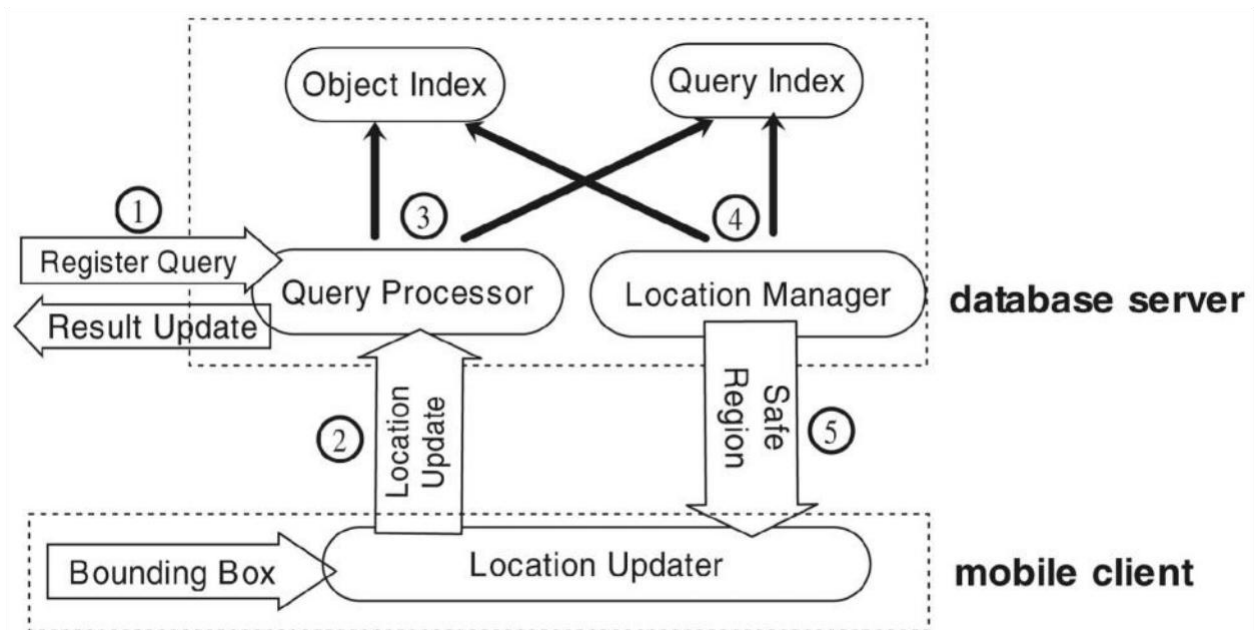 Object Index
Query Index
1
3
4
Register Query
Query Processor
Location Manager
database server
Result Update
2
Location
Update
Safe
Region
5
Bounding Box
Location Updater
mobile client